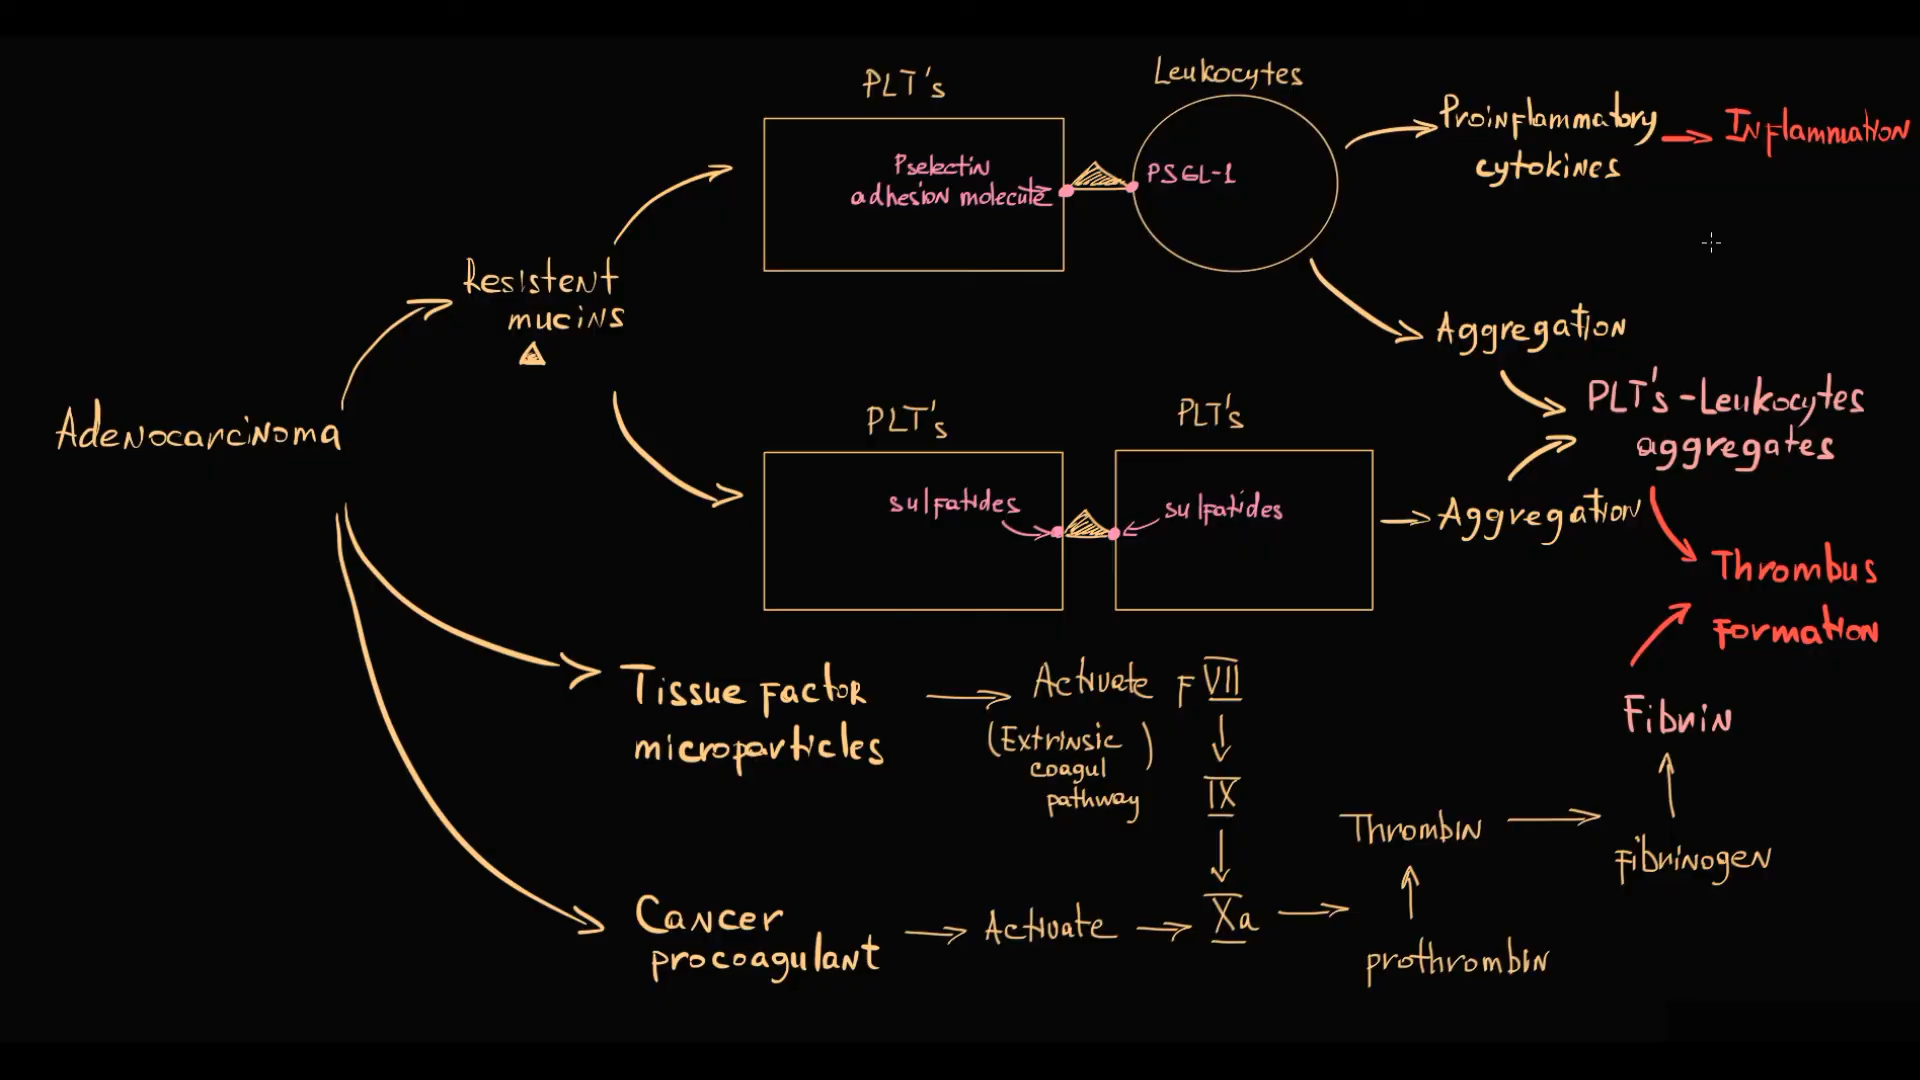 PLT's
Leukocytes
Pselectin
adhesion molecule
PSGL-1
Proinflammatory
cytokines
Inflammation
Resistent
mucins
Aggregation
Adenocarcinoma
PLT's
PLT's
PLT's-Leukocytes
aggregates
sulfatides
sulfatides
Aggregation
Thrombus
Formation
Tissue Factor
microparticles
Activate F VII
(Extrinsic
coagul
pathway)
IX
Fibrin
Thrombin
Fibrinogen
Cancer
procoagulant
Activate
Xa
prothrombin